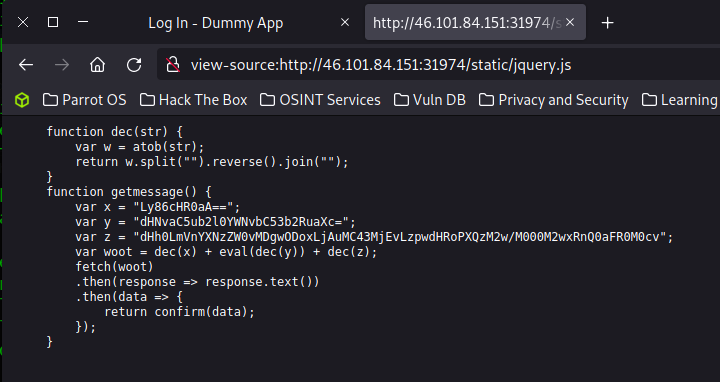 Log In - Dummy App
http://46.101.84.151:31974/s
view-source:http://46.101.84.151:31974/static/jquery.js
Parrot OS Hack The Box OSINT Services Vuln DB Privacy and Security Learning
function dec(str) {
var w = atob(str);
return w.split("").reverse().join("");
}
function getmessage() {
var x = "Ly86cHR0aA==";
var y = "dHNvaC5ub2l0YWNvbC53b2RuaXc=";
var z = "dHh0LmVnYXNzZW0vMDgwODoxLjAuMC43MjEvLzpwdHRoPXQzM2w/M000M2wxRnQ0aFR0M0cv";
var woot = dec(x) + eval(dec(y)) + dec(z);
fetch(woot)
.then(response => response.text())
.then(data => {
return confirm(data);
});
}